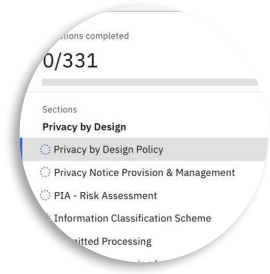 completed
0/331
Sections
Privacy by Design
Privacy by Design Policy
Privacy Notice Provision & Management
PIA - Risk Assessment
Information Classification Scheme
Processing